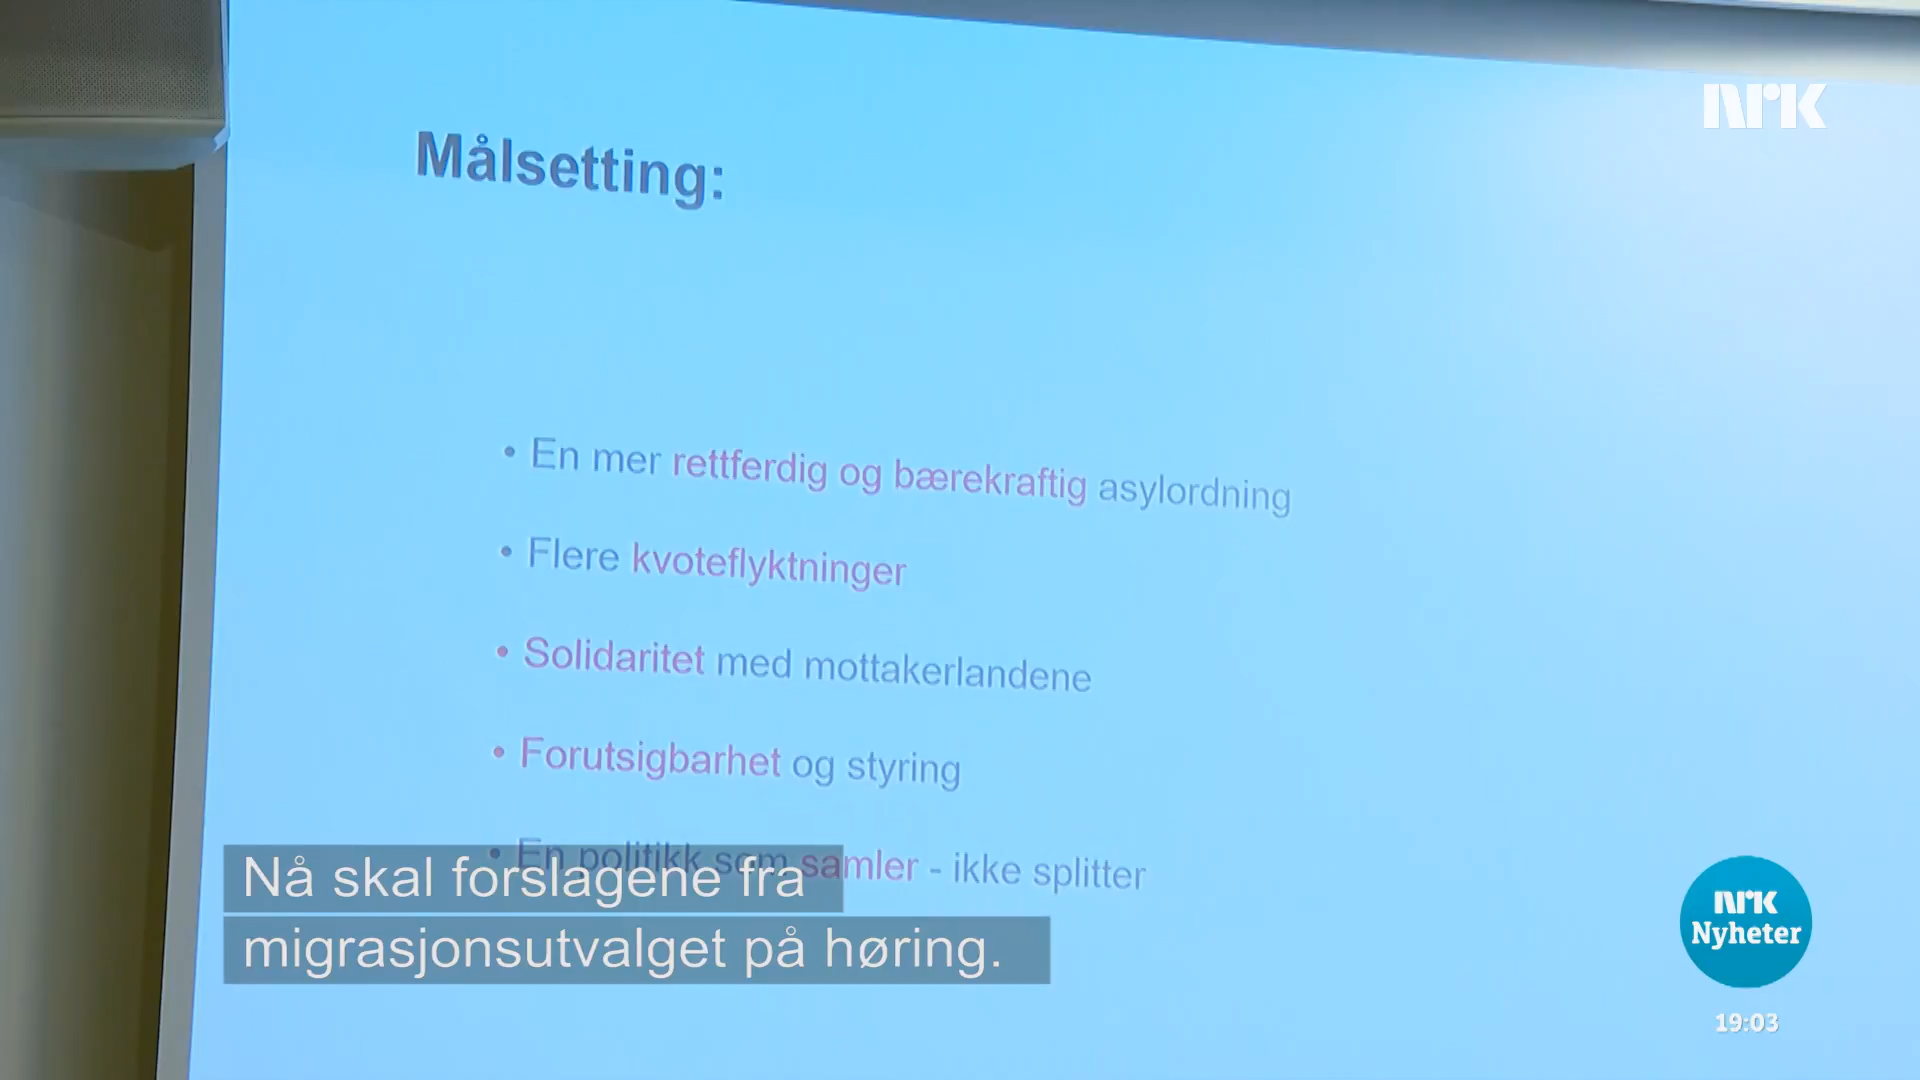 NRK
Målsetting:
• En mer rettferdig og bærekraftig asylordning
• Flere kvoteflyktninger
• Solidaritet med mottakerlandene
• Forutsigbarhet og styring
• En politikk som samler - ikke splitter
Nå skal forslagene fra
migrasjonsutvalget på høring.
NRK
Nyheter
19:03